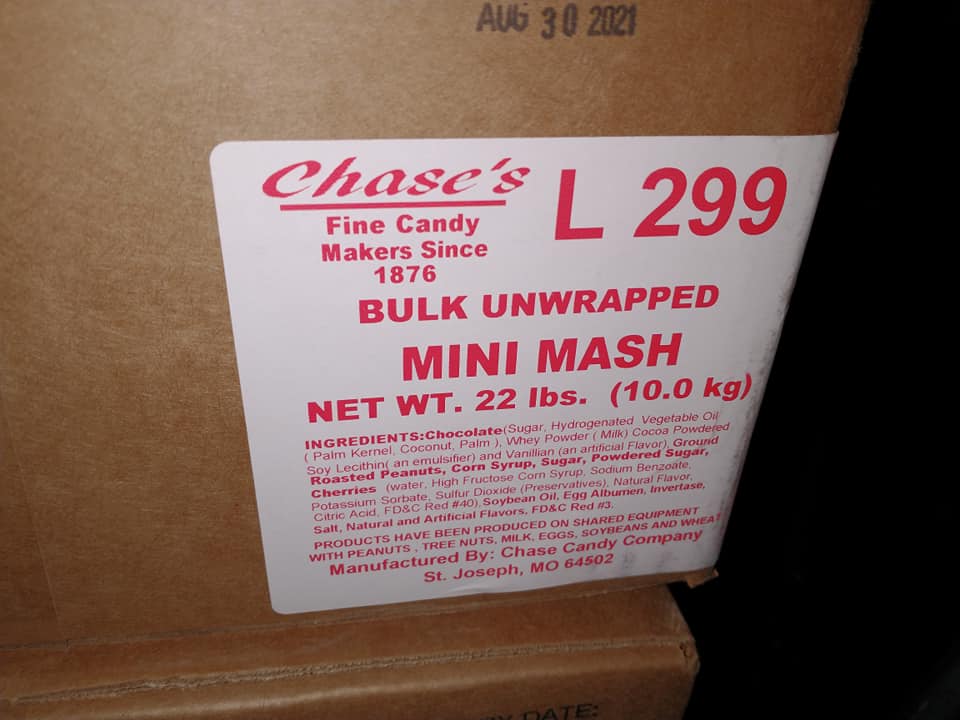 AUG 30 2021
Chase's
Fine Candy
Makers Since
1876
L 299
BULK UNWRAPPED
MINI MASH
NET WT. 22 lbs. (10.0 kg)
INGREDIENTS:Chocolate(Sugar, Hydrogenated Vegetable Oil
( Palm Kernel, Coconut, Palm ), Whey Powder ( Milk) Cocoa Powdered
Soy Lecithin( an emulsifier) and Vanillian (an artificial Flavor), Ground
Roasted Peanuts, Corn Syrup, Sugar, Powdered Sugar,
Cherries (water, High Fructose Corn Syrup, Sodium Benzoate,
Potassium Sorbate, Sulfur Dioxide (Preservatives), Natural Flavor,
Citric Acid, FD&C Red #40), Soybean Oil, Egg Albumen, Invertase,
Salt, Natural and Artificial Flavors, FD&C Red #3.
PRODUCTS HAVE BEEN PRODUCED ON SHARED EQUIPMENT
WITH PEANUTS , TREE NUTS, MILK, EGGS, SOYBEANS AND WHEAT
Manufactured By: Chase Candy Company
St. Joseph, MO 64502
DATE: